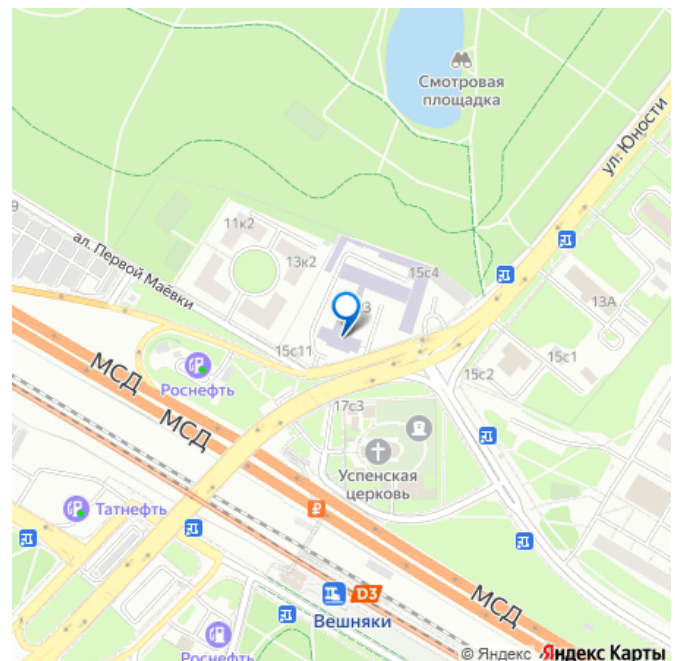 Смотровая
площадка
ул. Юности
9
11к2
ал. Первой Маёвки
13к2
15с4
13А
15с11
15с1
15с2
МСД
Роснефть
МСД
17с3
Успенская
церковь
Татнефть
₽
D3
МСД
Вешняки
Роснефть
© Яндекс Яндекс Карты